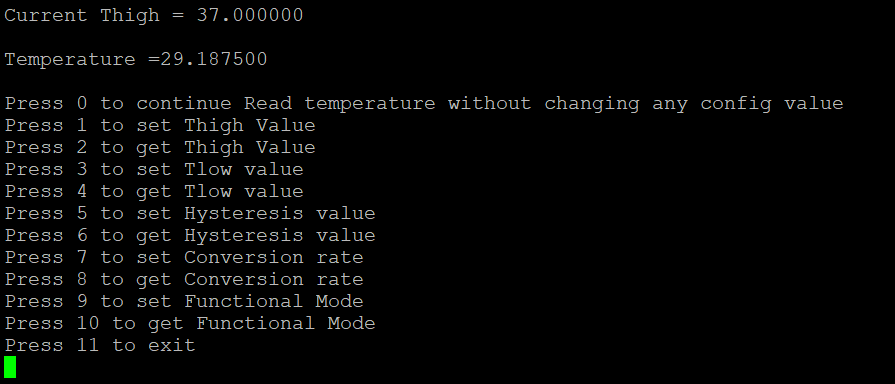 Current Thigh = 37.000000
Temperature =29.187500
Press 0 to continue Read temperature without changing any config value
Press 1 to set Thigh Value
Press 2 to get Thigh Value
Press 3 to set Tlow value
Press 4 to get Tlow value
Press 5 to set Hysteresis value
Press 6 to get Hysteresis value
Press 7 to set Conversion rate
Press 8 to get Conversion rate
Press 9 to set Functional Mode
Press 10 to get Functional Mode
Press 11 to exit